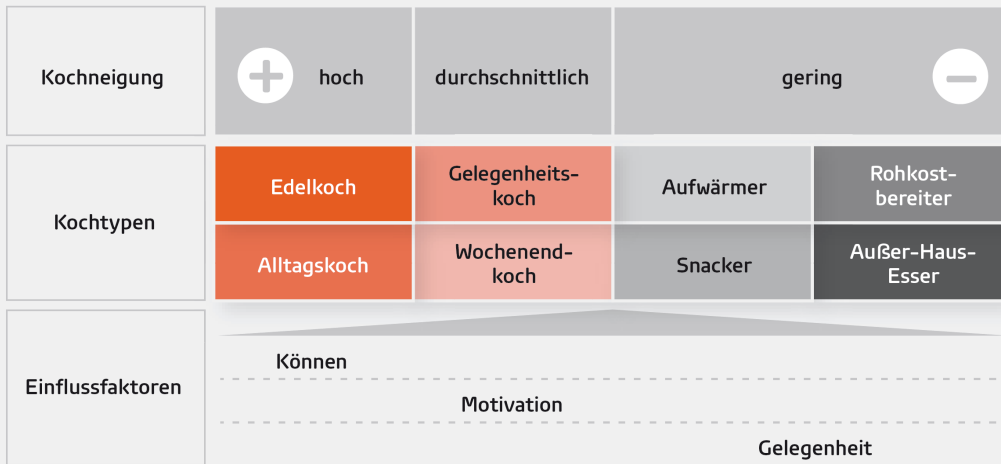 Kochneigung
hoch
durchschnittlich
gering
Kochtypen
Edelkoch
Gelegenheits-
koch
Aufwärmer
Rohkost-
bereiter
Alltagskoch
Wochenend-
koch
Snacker
Außer-Haus-
Esser
Einflussfaktoren
Können
Motivation
Gelegenheit